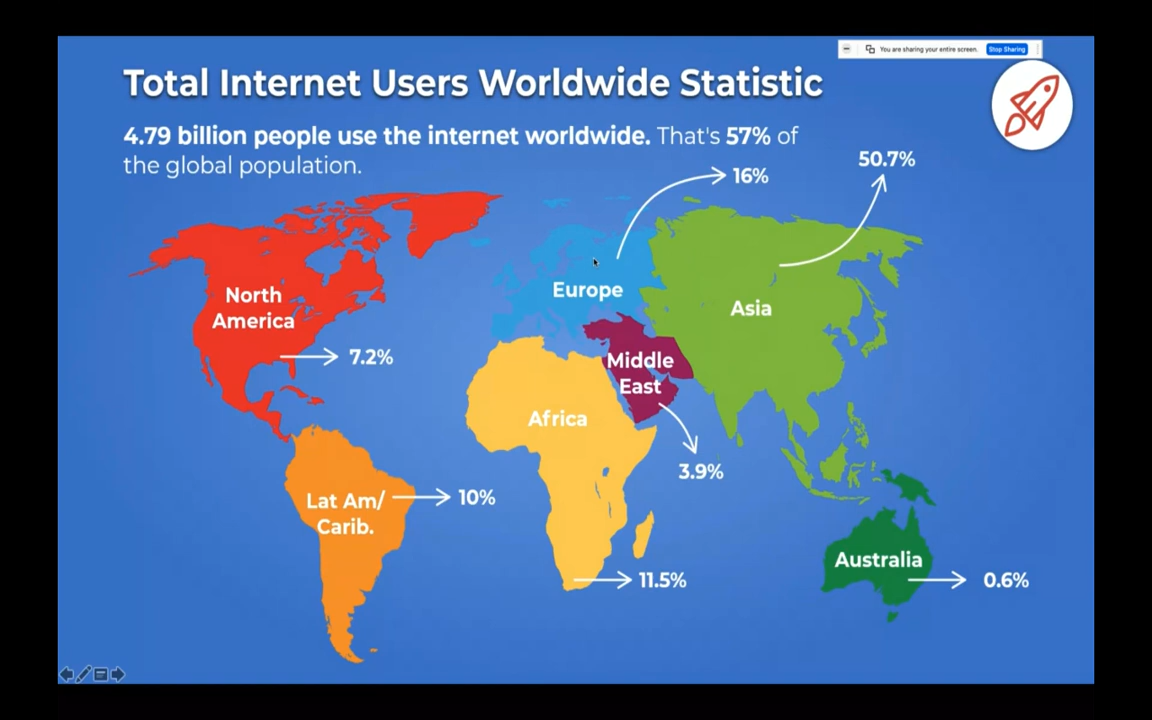 You are sharing your entire screen.
Stop Sharing
Total Internet Users Worldwide Statistic
4.79 billion people use the internet worldwide. That's 57% of
the global population.
50.7%
16%
North
America
Europe
Asia
7.2%
Middle
East
Africa
3.9%
Lat Am/
Carib.
10%
Australia
11.5%
0.6%